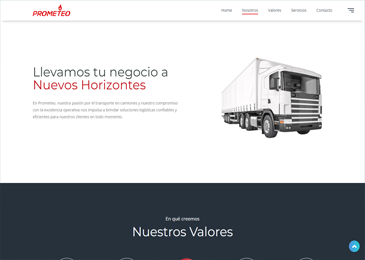 PROMETEO
Home Nosotros Valores Servicios Contacto
Llevamos tu negocio a
Nuevos Horizontes
En Prometeo, nuestra pasión por el transporte en camiones y nuestro compromiso
con la excelencia operativa nos impulsa a brindar soluciones logísticas confiables y
eficientes para nuestros clientes en todo momento.
En qué creemos
Nuestros Valores